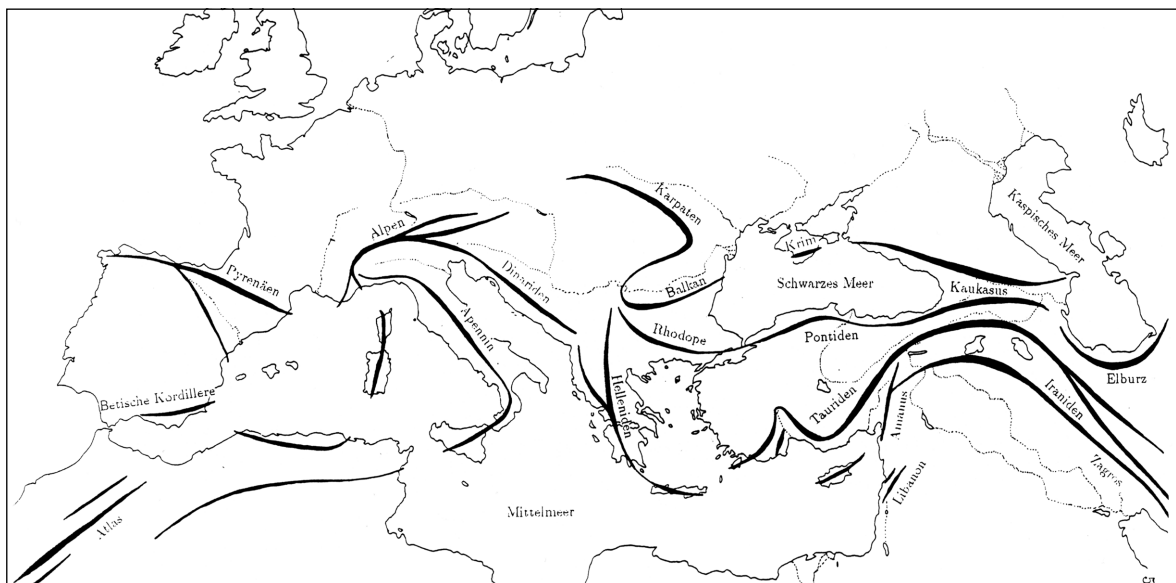 Karpaten
Alpen
Krim
Kaspisches Meer
Pyrenäen
Dinariden
Balkan
Schwarzes Meer
Kaukasus
Apennin
Rhodope
Pontiden
Elburz
Helleniden
Betische Kordillere
Tauriden
Iraniden
Amanus
Zagros
Libanon
Mittelmeer
Atlas